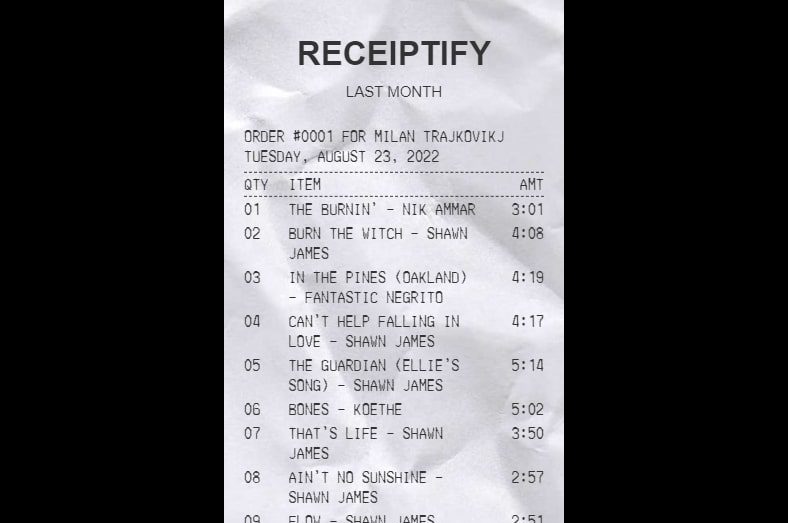 RECEIPTIFY
LAST MONTH
ORDER #0001 FOR MILAN TRAJKOVIKJ
TUESDAY, AUGUST 23, 2022
QTY ITEM AMT
01 THE BURNIN' - NIK AMMAR 3:01
02 BURN THE WITCH - SHAWN 4:08
JAMES
03 IN THE PINES (OAKLAND) 4:19
- FANTASTIC NEGRITO
04 CAN'T HELP FALLING IN 4:17
LOVE - SHAWN JAMES
05 THE GUARDIAN (ELLIE'S 5:14
SONG) - SHAWN JAMES
06 BONES - KOETHE 5:02
07 THAT'S LIFE - SHAWN 3:50
JAMES
08 AIN'T NO SUNSHINE - 2:57
SHAWN JAMES
09 FLOW - SHAWN JAMES 2:51